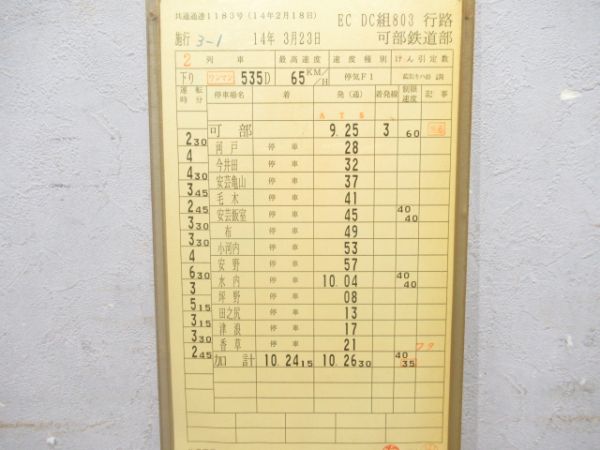 共通通達1183号(14年2月18日) EC DC組803 行路
施行 3-1 14年 3月23日 可部鉄道部
2 列車 最高速度 速度種別 けん引定数
下り ワンマン 535D 65 KM/H 停気F1
運転時分 停車場名 着 発(通) 着発線 制限速度 記事
ATS
可部 9.25 3 60
2 30
両戸 停車 28
4
今井田 停車 32
4 30
安芸亀山 停車 37
3 45
毛木 停車 41
2 45
安芸飯室 停車 45 40 40
3 30
布 停車 49
3 30
小河内 停車 53
4
安野 停車 57
6 30
水内 停車 10.04 40 40
3
坪野 停車 08
5 15
田之尻 停車 13
3 15
津浪 停車 17
3 30
香草 停車 21
2 45
加計 10.24 15 10.26 30 40 35